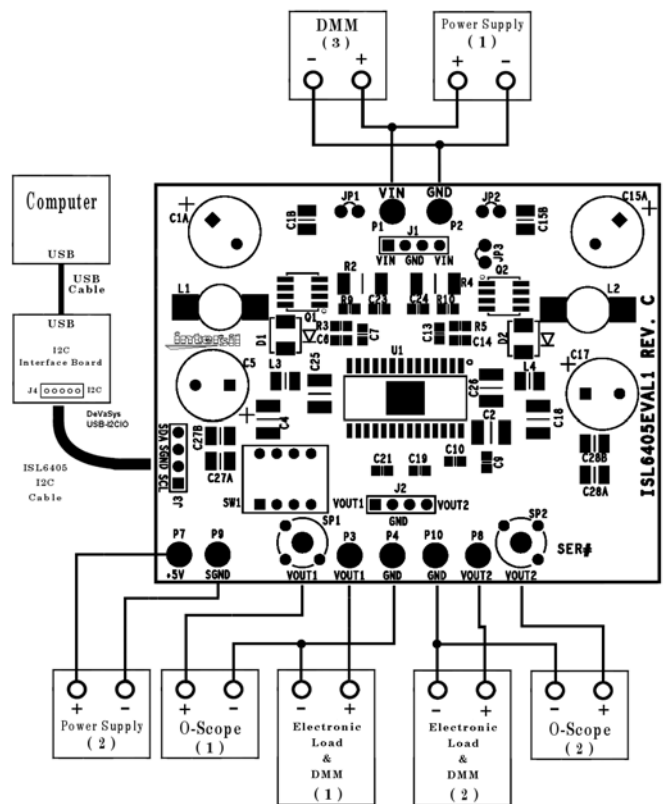 DMM
(3)
- +
Power Supply
(1)
+ -
Computer
USB
USB
Cable
USB
I2C
Interface Board
J4 I2C
DeVaSys
USB-I2CIO
ISL6405
I2C
Cable
+
C1A
C1B
JP1
VIN
GND
JP2
C15B
C15A
+
P1
P2
J1
VIN GND VIN
JP3
Q2
R2
R4
L1
Q1
R9
C23
C24
R10
L2
intersil
D1
R3
C6
C7
C13
R5
C14
D2
U1
C5
L3
C25
C26
L4
C17
+
+
C4
C2
C18
C27B
C27A
SDA SGND SCL
J3
SW1
C21
C19
C10
C9
C28B
C28A
VOUT1
J2
VOUT2
GND
ISL6405EVAL1 REV. C
P7
P9
SP1
P3
P4
P10
P8
SP2
SER#
+5V
SGND
VOUT1
VOUT1
GND
GND
VOUT2
VOUT2
+ -
Power Supply
(2)
+ -
O-Scope
(1)
- +
Electronic
Load
&
DMM
(1)
- +
Electronic
Load
&
DMM
(2)
- +
O-Scope
(2)